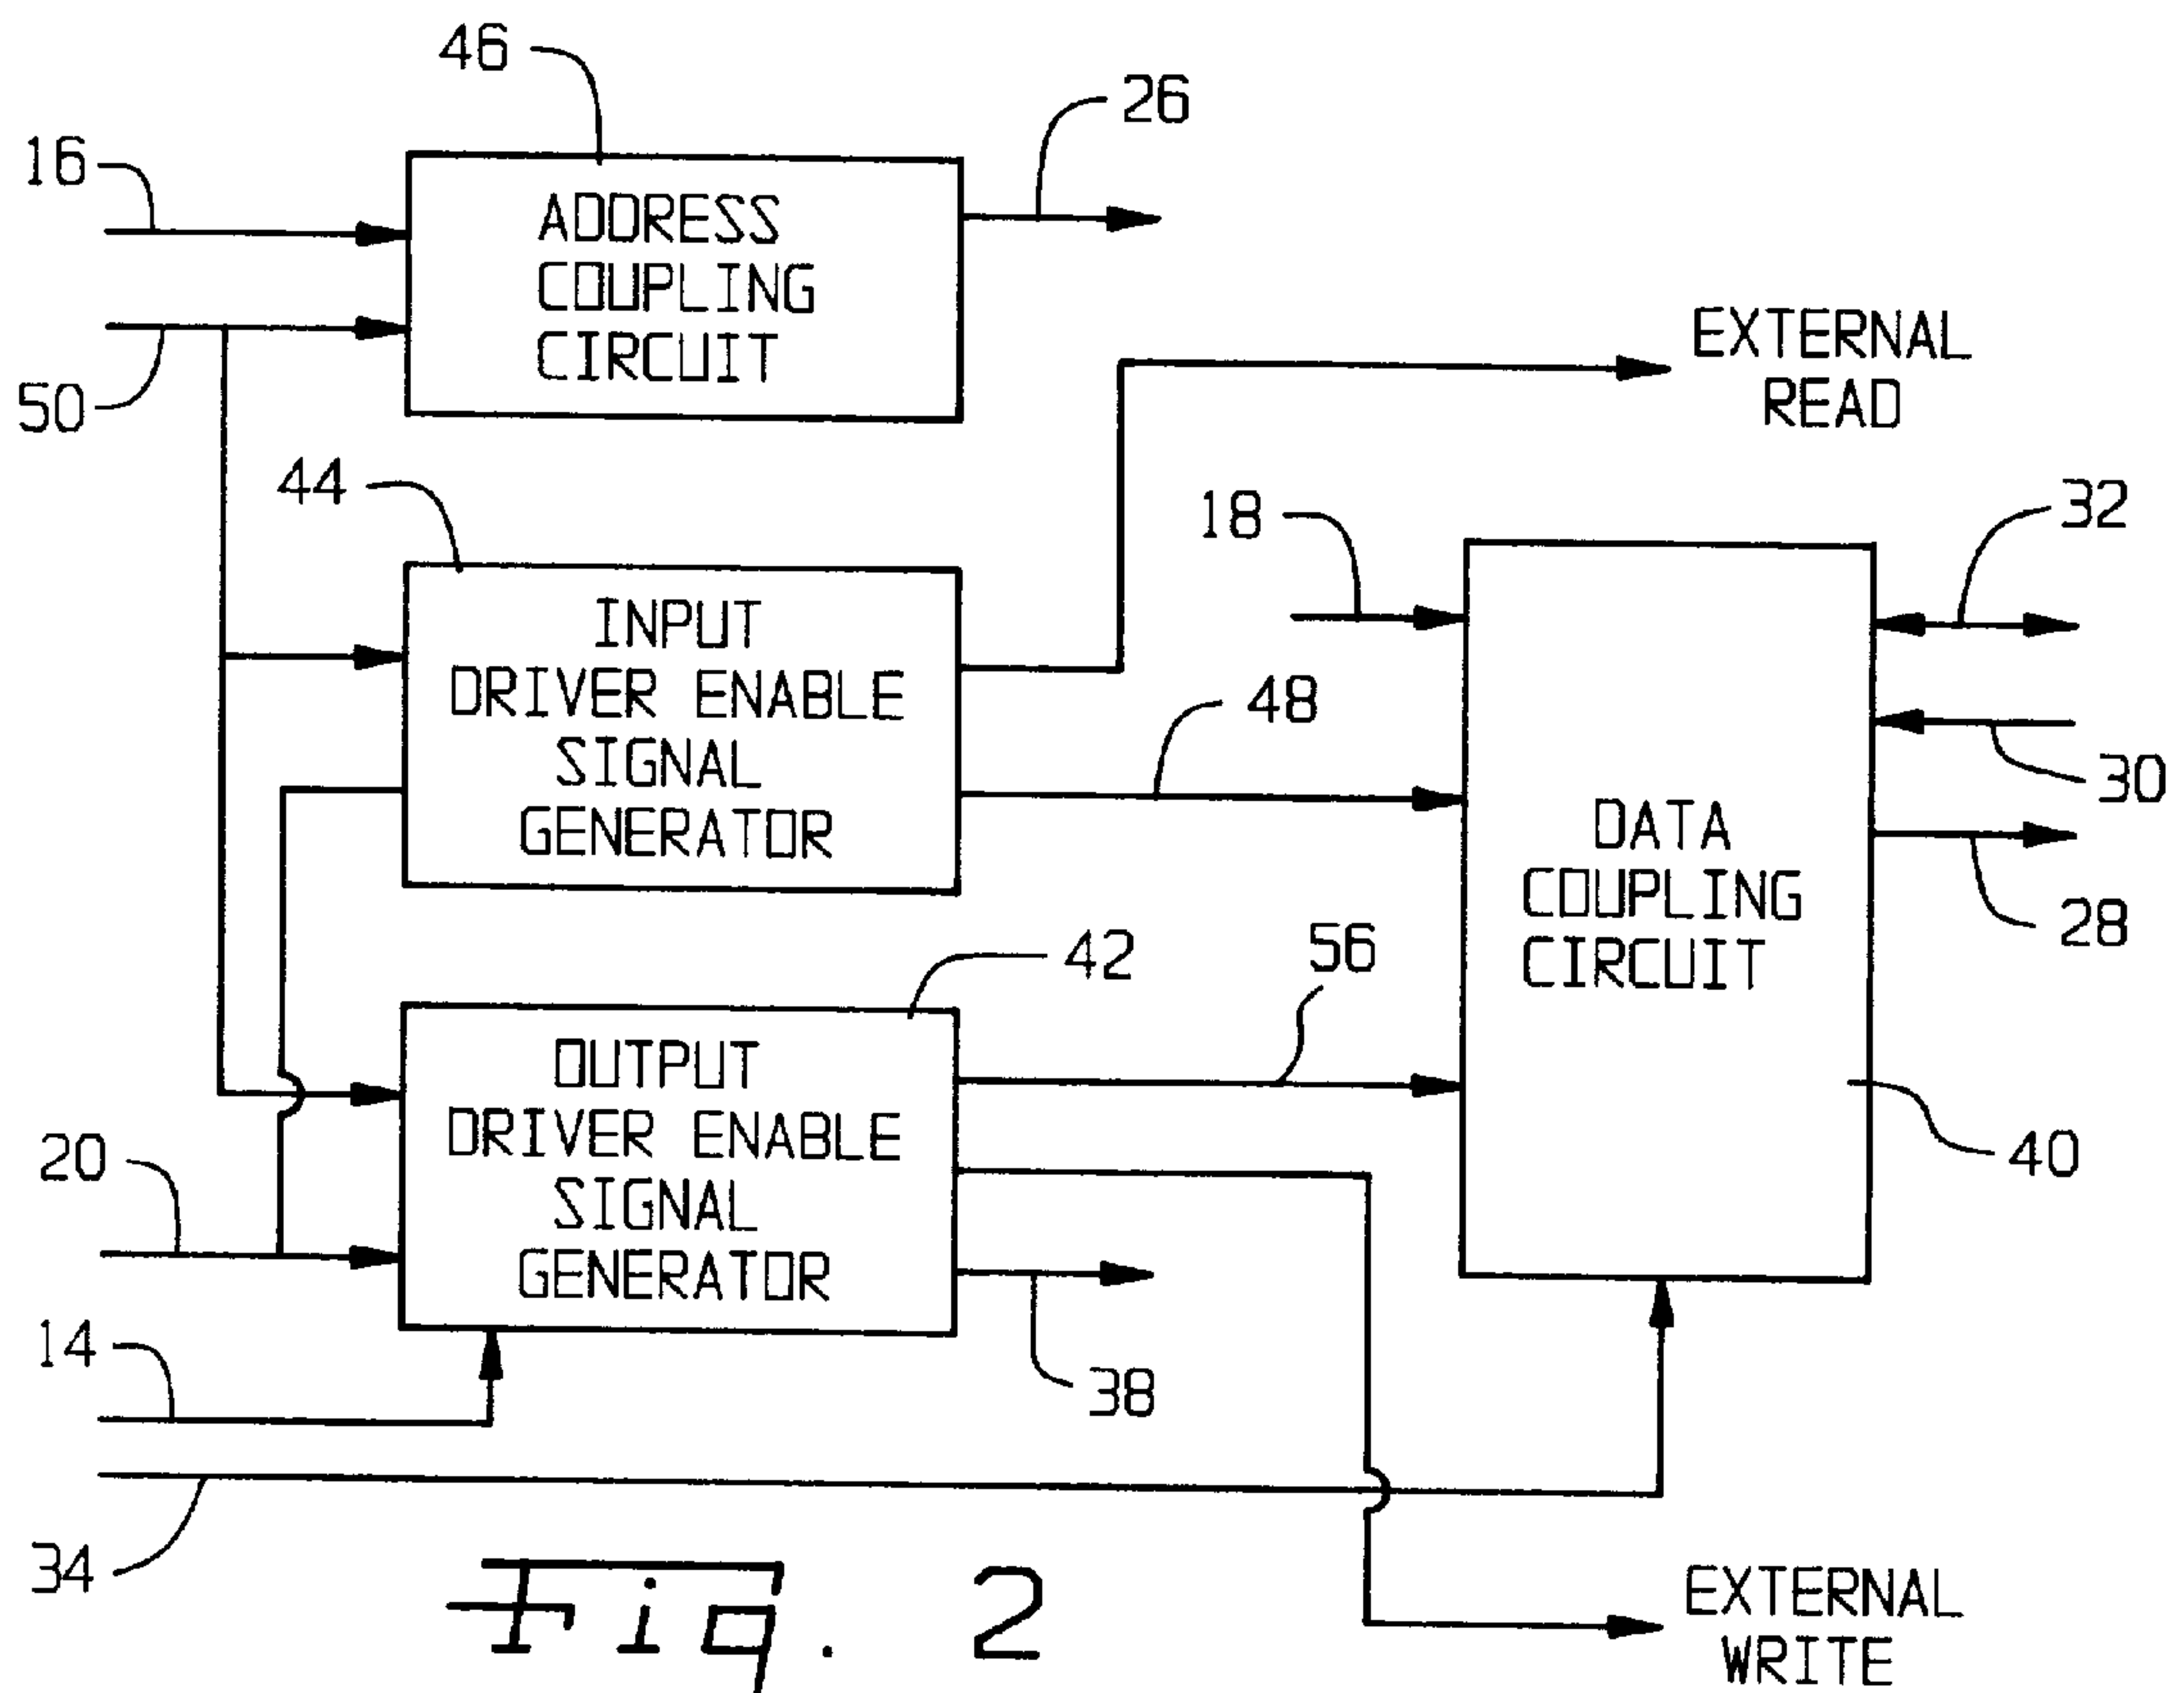 46
26
16
ADDRESS
COUPLING
CIRCUIT
50
EXTERNAL
READ
44
18
32
INPUT
DRIVER ENABLE
SIGNAL
GENERATOR
48
30
DATA
COUPLING
CIRCUIT
28
42
56
OUTPUT
DRIVER ENABLE
SIGNAL
GENERATOR
20
40
14
38
34
Fig. 2
EXTERNAL
WRITE